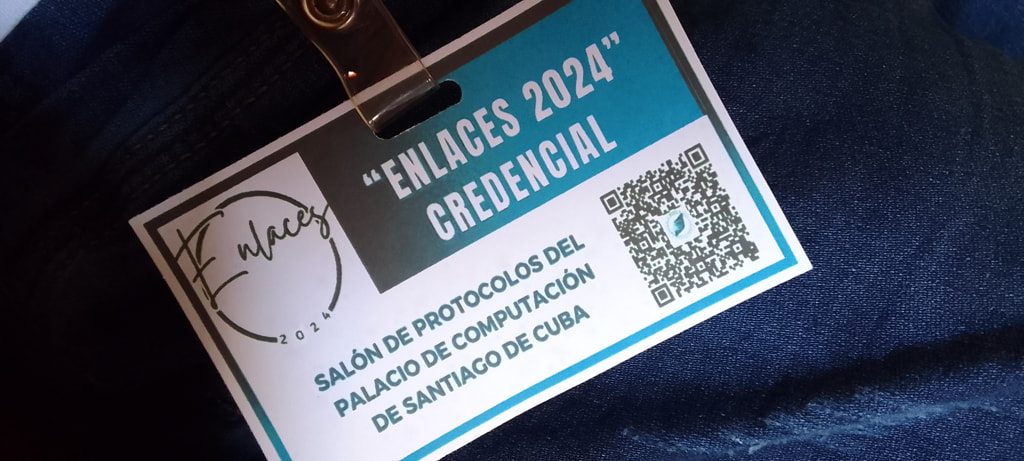 “ENLACES 2024”
CREDENCIAL
Enlaces
2024
SALÓN DE PROTOCOLOS DEL
PALACIO DE COMPUTACIÓN
DE SANTIAGO DE CUBA